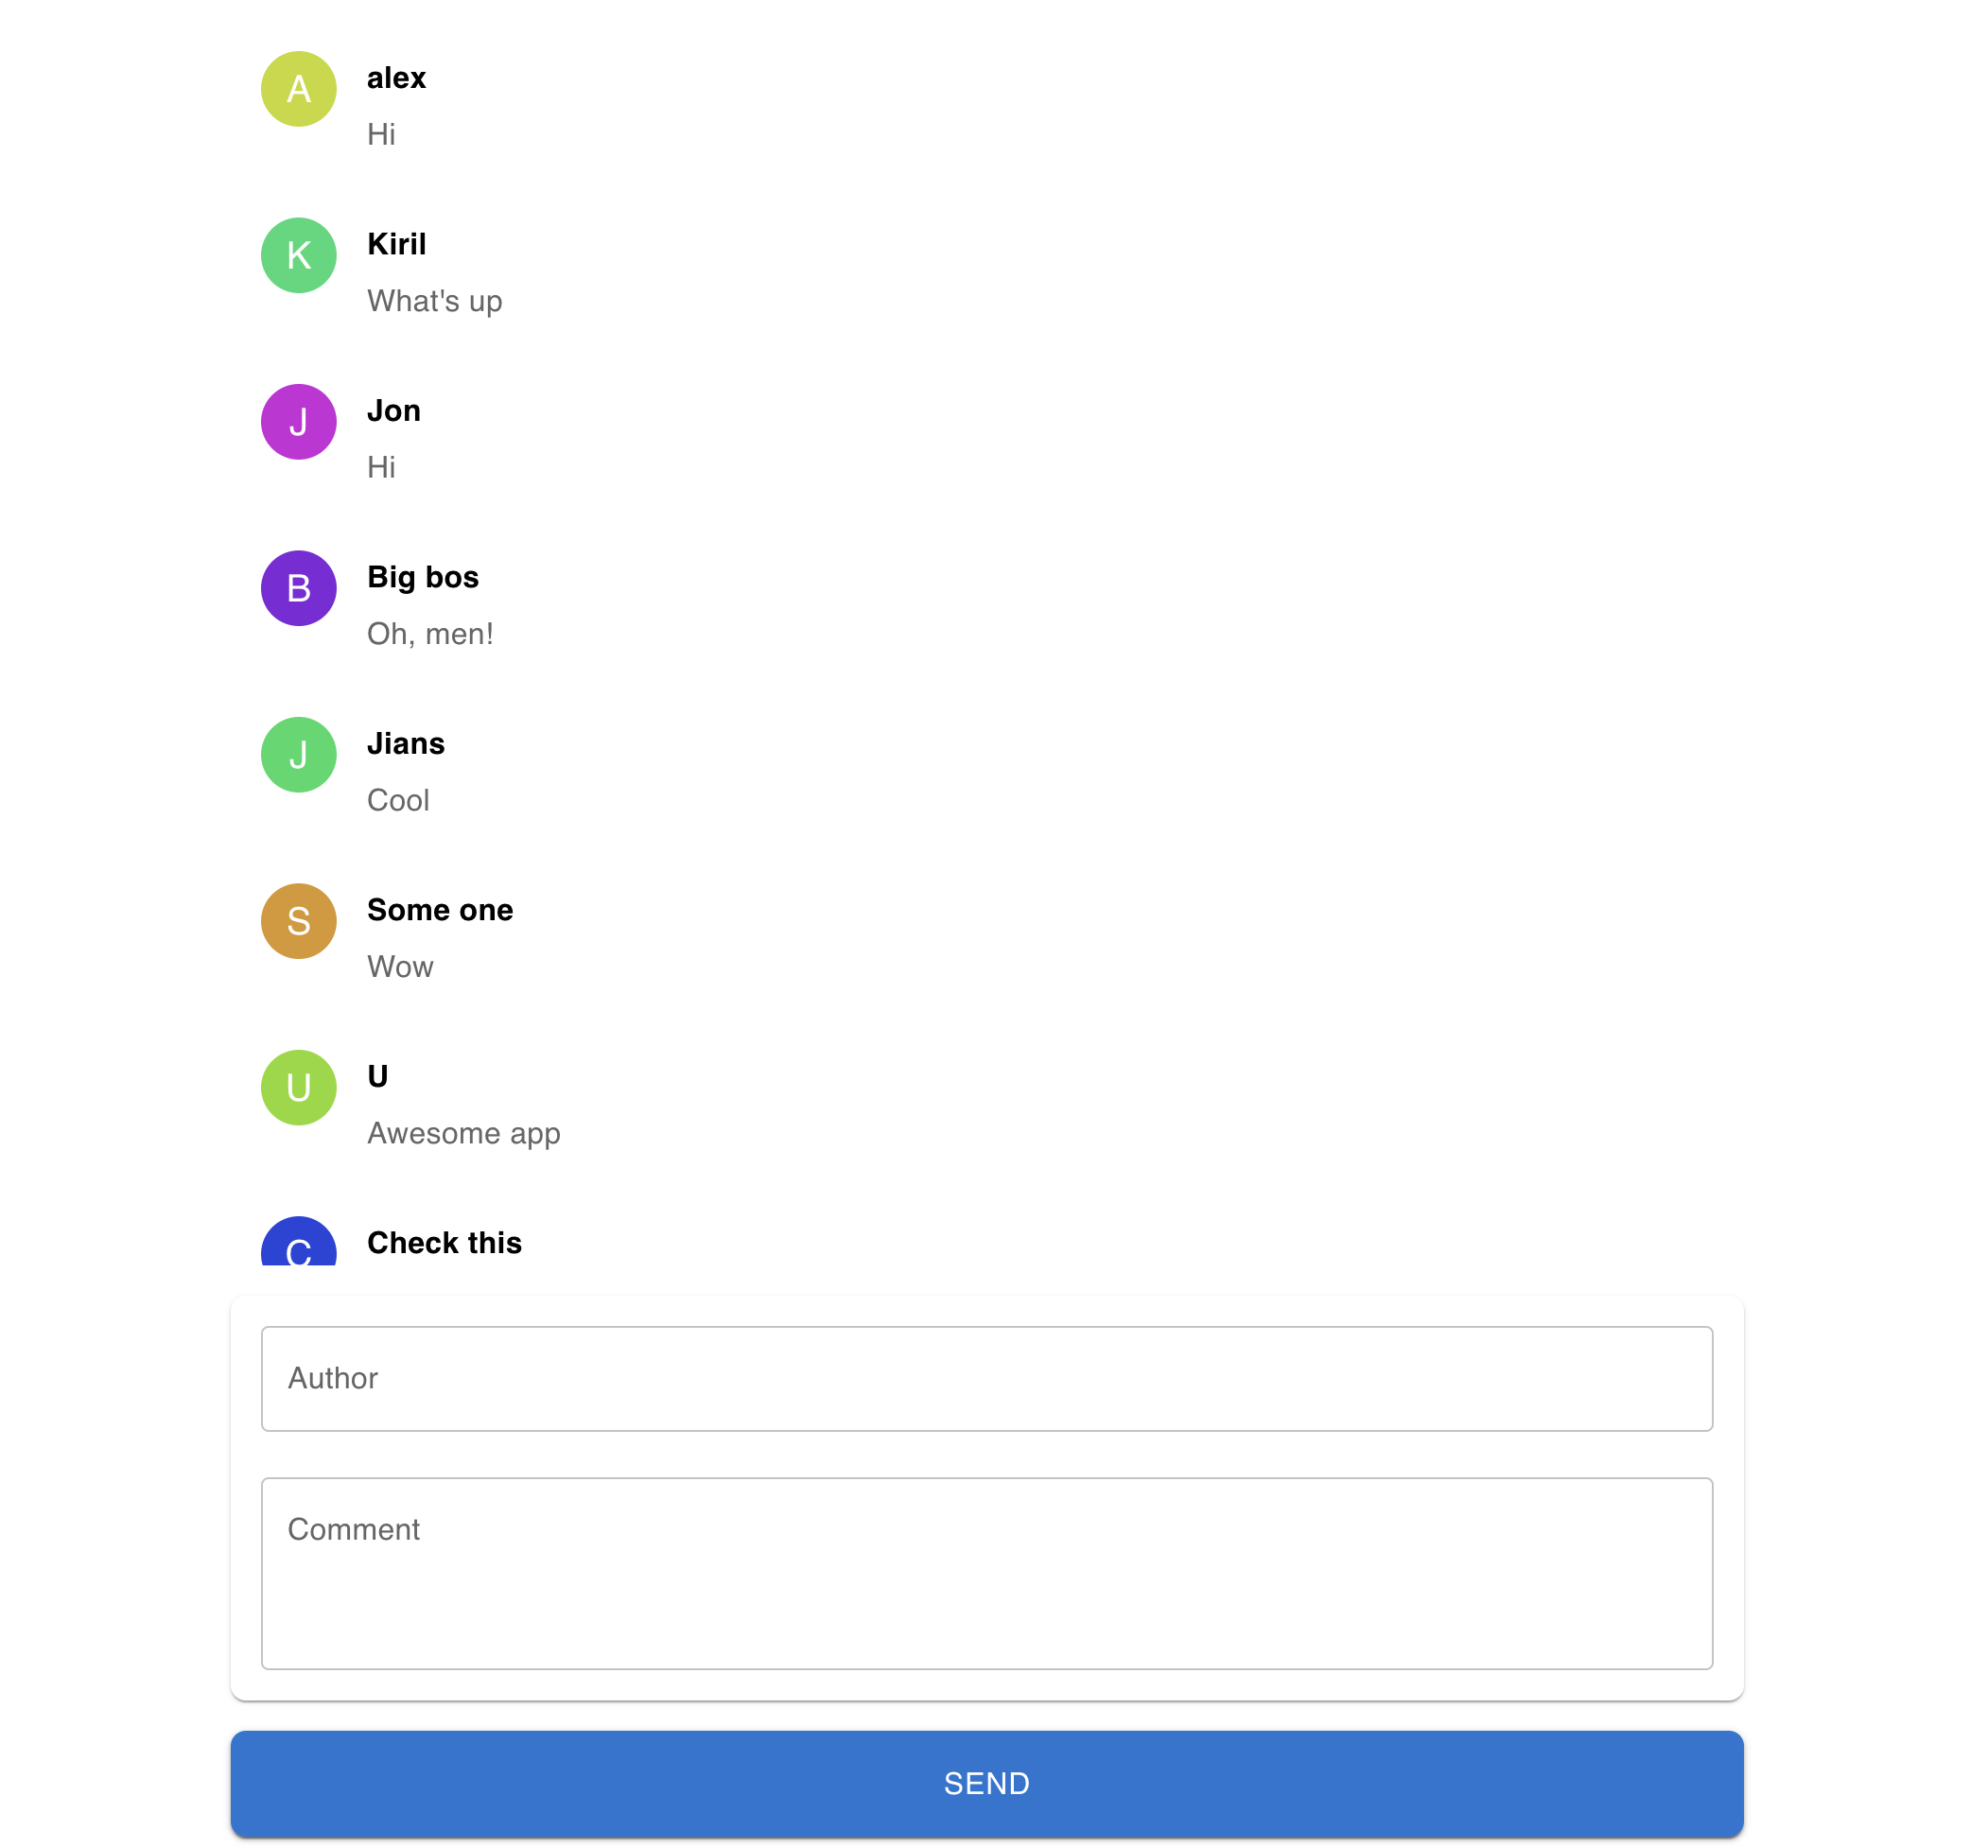 A
alex
Hi
K
Kiril
What's up
J
Jon
Hi
B
Big bos
Oh, men!
J
Jians
Cool
S
Some one
Wow
U
U
Awesome app
C
Check this
Author
Comment
SEND